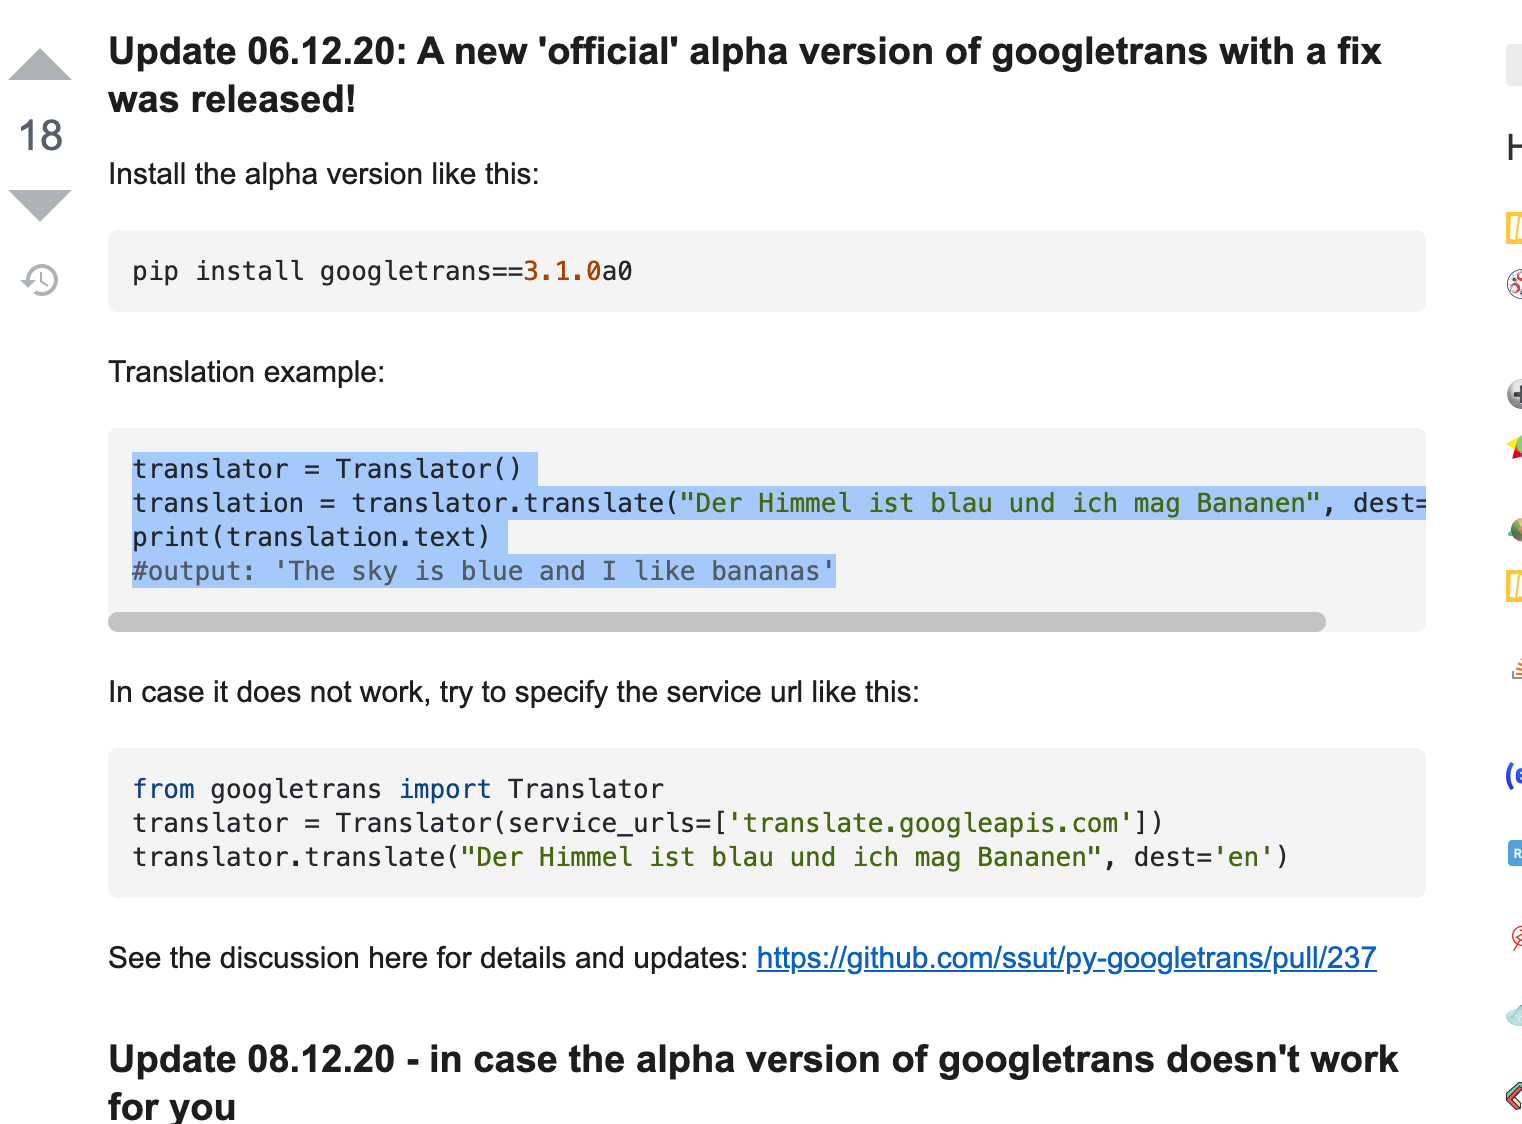 Update 06.12.20: A new 'official' alpha version of googletrans with a fix
was released!
18
Install the alpha version like this:
pip install googletrans==3.1.0a0
Translation example:
translator = Translator()
translation = translator.translate("Der Himmel ist blau und ich mag Bananen", dest=
print(translation.text)
#output: 'The sky is blue and I like bananas'
In case it does not work, try to specify the service url like this:
from googletrans import Translator
translator = Translator(service_urls=['translate.googleapis.com'])
translator.translate("Der Himmel ist blau und ich mag Bananen", dest='en')
See the discussion here for details and updates: https://github.com/ssut/py-googletrans/pull/237
Update 08.12.20 - in case the alpha version of googletrans doesn't work
for you